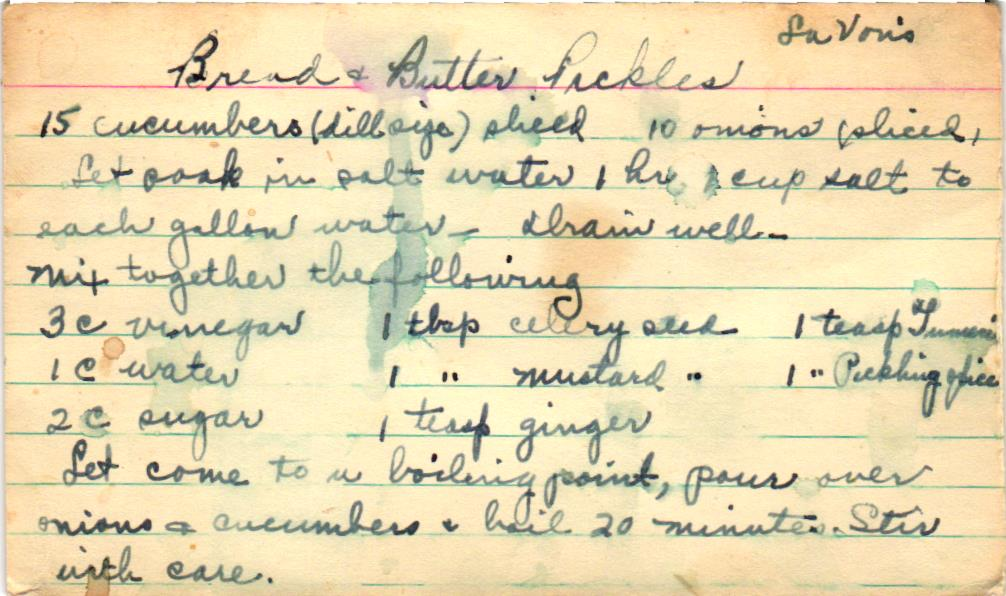 La Von's
Bread & Butter Pickles
15 cucumbers (dill size) sliced 10 onions (sliced)
Let soak in salt water 1 hr 1 cup salt to
each gallon water - drain well -
Mix together the following
3 c vinegar 1 tbsp celery seed 1 teasp Tumeric
1 C water 1 " mustard " 1 " Pickling spice
2 c sugar 1 teasp ginger
Let come to a boiling point, pour over
onions & cucumbers & boil 20 minutes. Stir
with care.